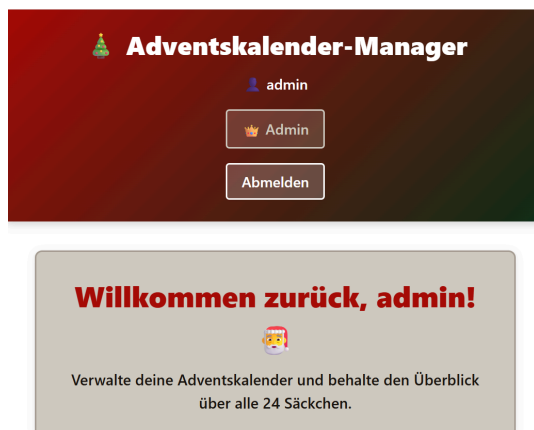 🎄 Adventskalender-Manager
👤 admin
👑 Admin
Abmelden
Willkommen zurück, admin!
🎅
Verwalte deine Adventskalender und behalte den Überblick
über alle 24 Säckchen.